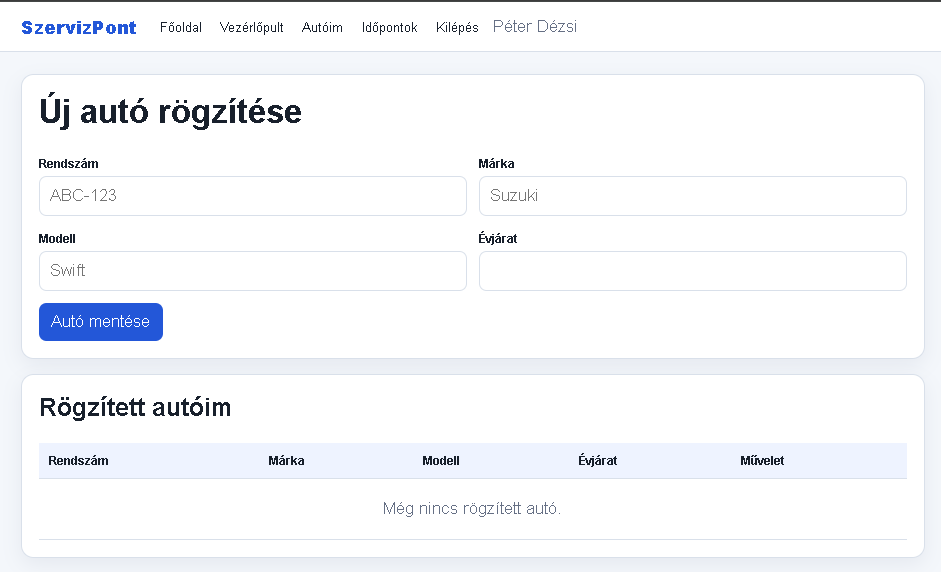 SzervizPont Főoldal Vezérlőpult Autóim Időpontok Kilépés Péter Dézsi
Új autó rögzítése
Rendszám Márka
ABC-123 Suzuki
Modell Évjárat
Swift
Autó mentése
Rögzített autóim
Rendszám Márka Modell Évjárat Művelet
Még nincs rögzített autó.